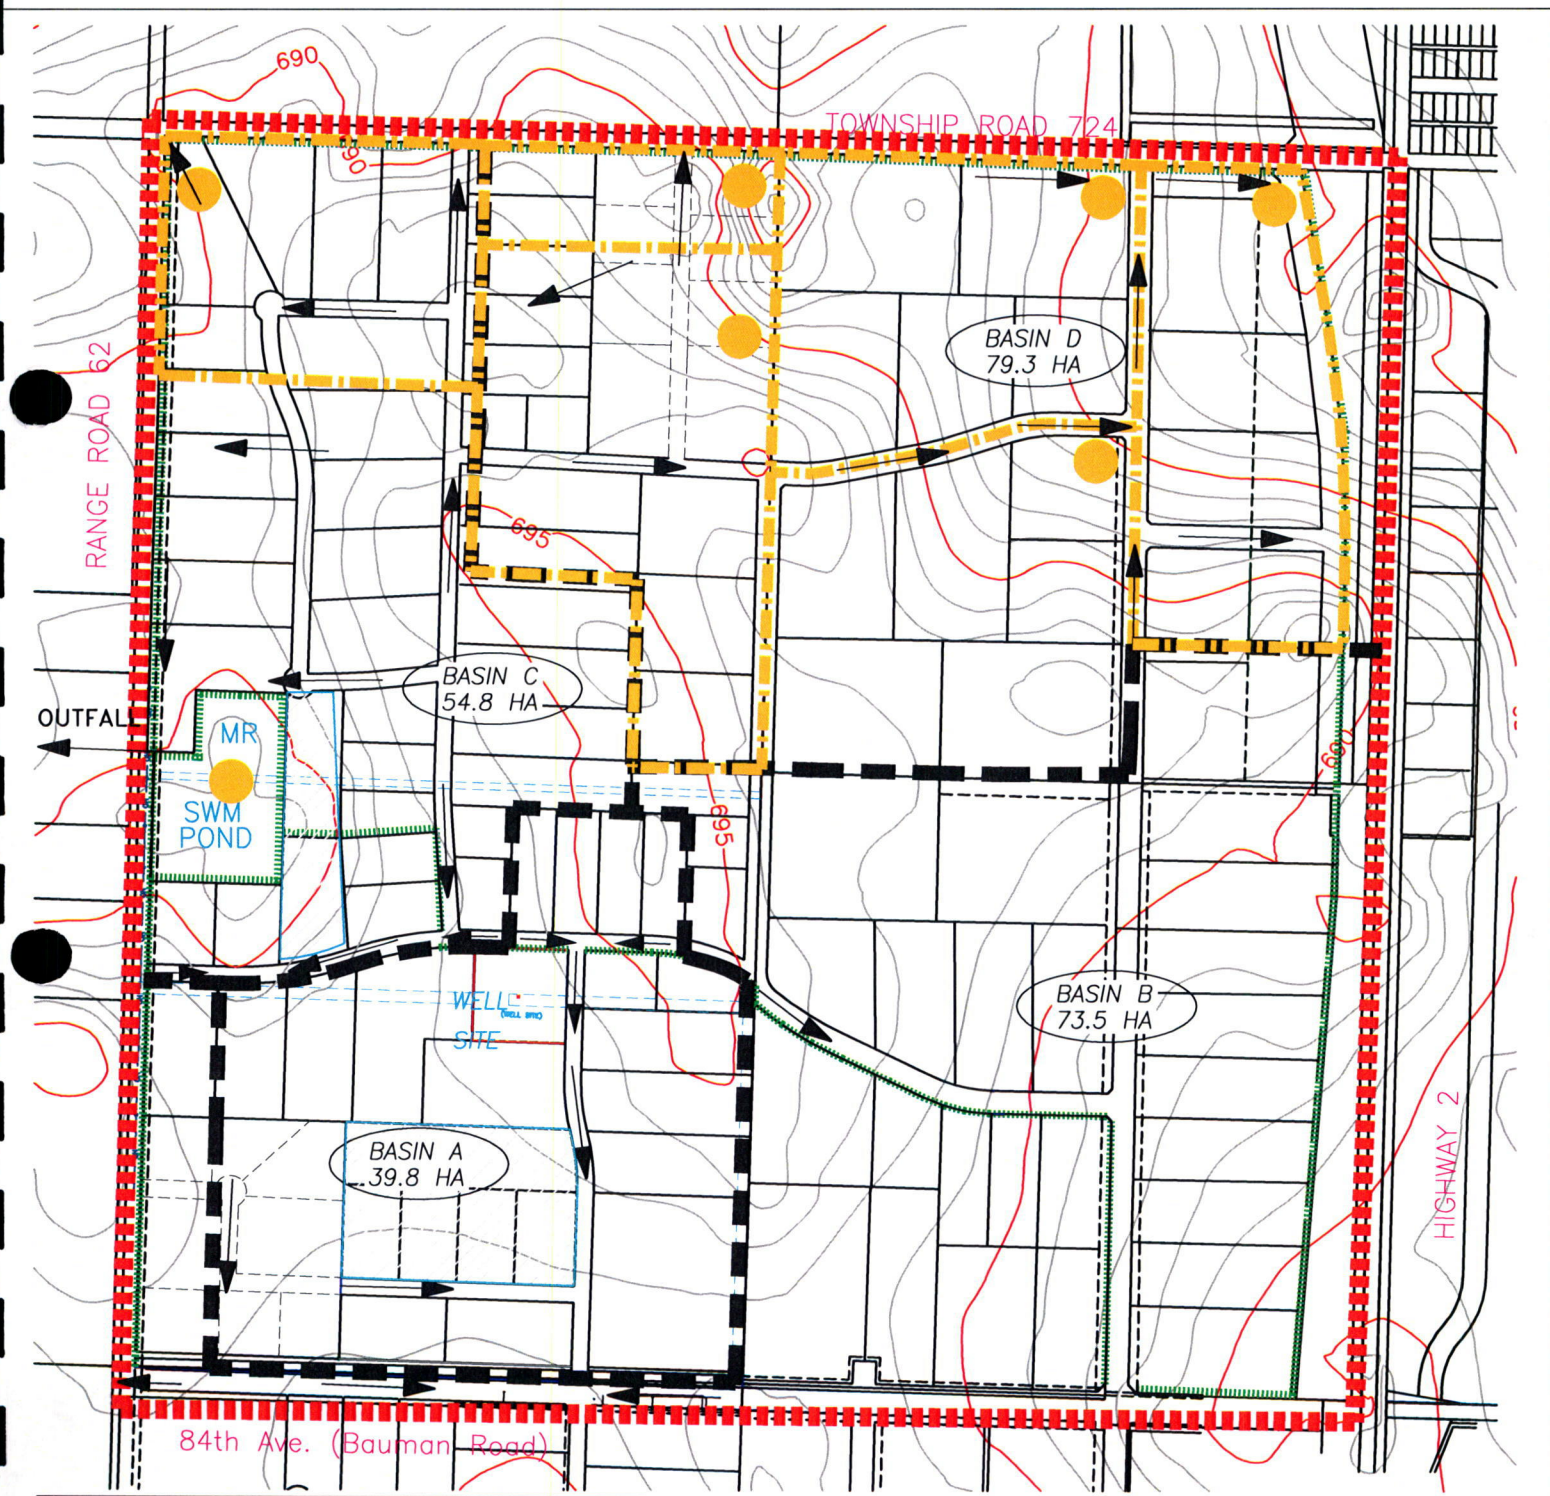 690
TOWNSHIP ROAD 724
690
RANGE ROAD 62
BASIN D
79.3 HA
695
BASIN C
54.8 HA
OUTFALL
MR
SWM
POND
690
695
WELL
SITE
BASIN B
73.5 HA
BASIN A
39.8 HA
HIGHWAY 2
84th Ave. (Bauman Road)